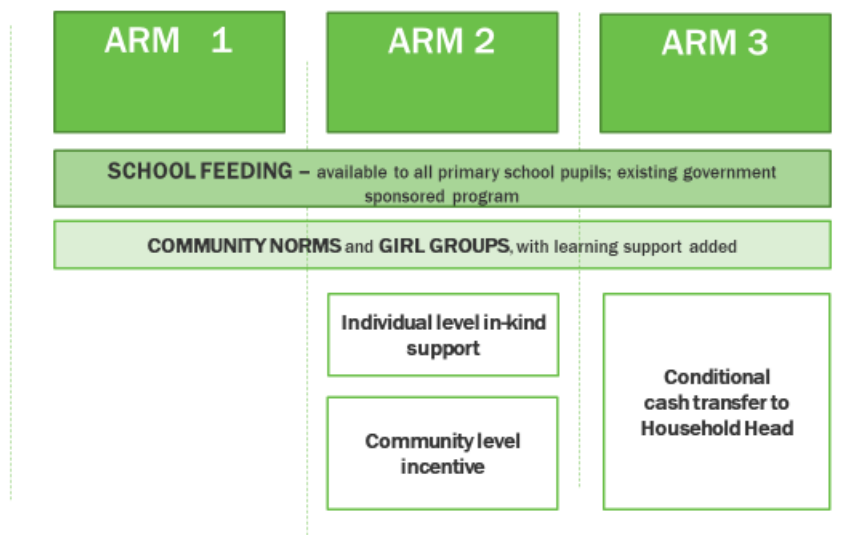 ARM 1
ARM 2
ARM 3
SCHOOL FEEDING – available to all primary school pupils; existing government
sponsored program
COMMUNITY NORMS and GIRL GROUPS, with learning support added
Individual level in-kind
support
Community level
incentive
Conditional
cash transfer to
Household Head